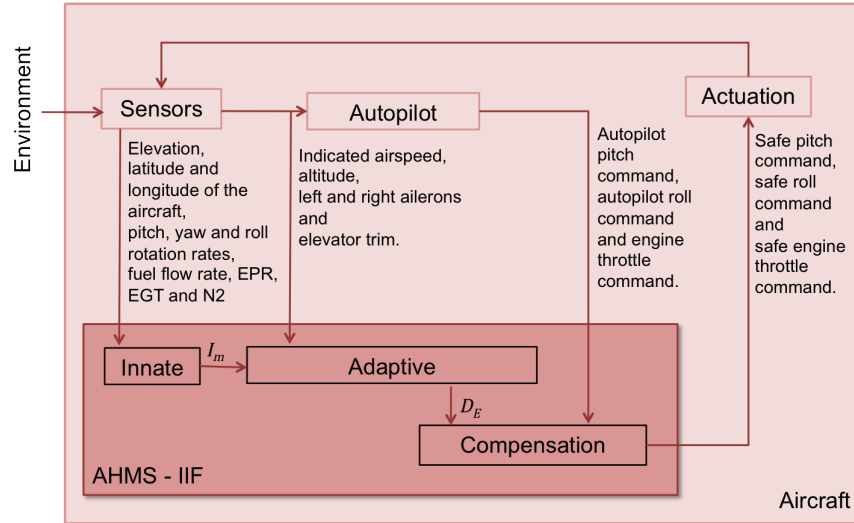 Environment
Sensors
Autopilot
Actuation
Elevation,
latitude and
longitude of the
aircraft,
pitch, yaw and roll
rotation rates,
fuel flow rate, EPR,
EGT and N2
Indicated airspeed,
altitude,
left and right ailerons
and
elevator trim.
Autopilot
pitch
command,
autopilot roll
command
and engine
throttle
command.
Safe pitch
command,
safe roll
command
and
safe engine
throttle
command.
Innate
I_m
Adaptive
D_E
Compensation
AHMS - IIF
Aircraft